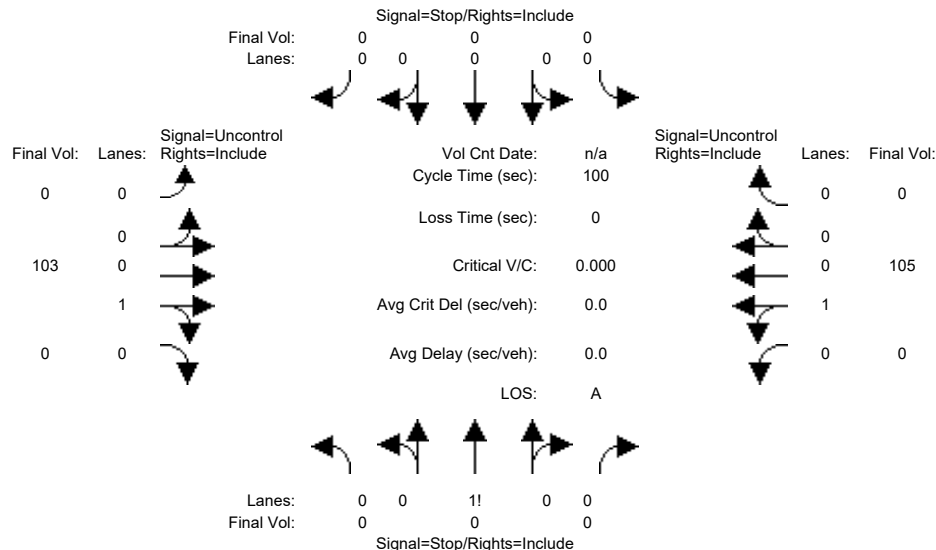 Signal=Stop/Rights=Include
Final Vol: 0 0 0
Lanes: 0 0 0 0 0
Signal=Uncontrol
Final Vol: Lanes: Rights=Include
Vol Cnt Date: n/a
Signal=Uncontrol
Rights=Include Lanes: Final Vol:
Cycle Time (sec): 100
0 0 0 0
Loss Time (sec): 0
0 0
103 0 Critical V/C: 0.000 0 105
1 Avg Crit Del (sec/veh): 0.0 1
0 0 Avg Delay (sec/veh): 0.0 0 0
LOS: A
Lanes: 0 0 1! 0 0
Final Vol: 0 0 0
Signal=Stop/Rights=Include